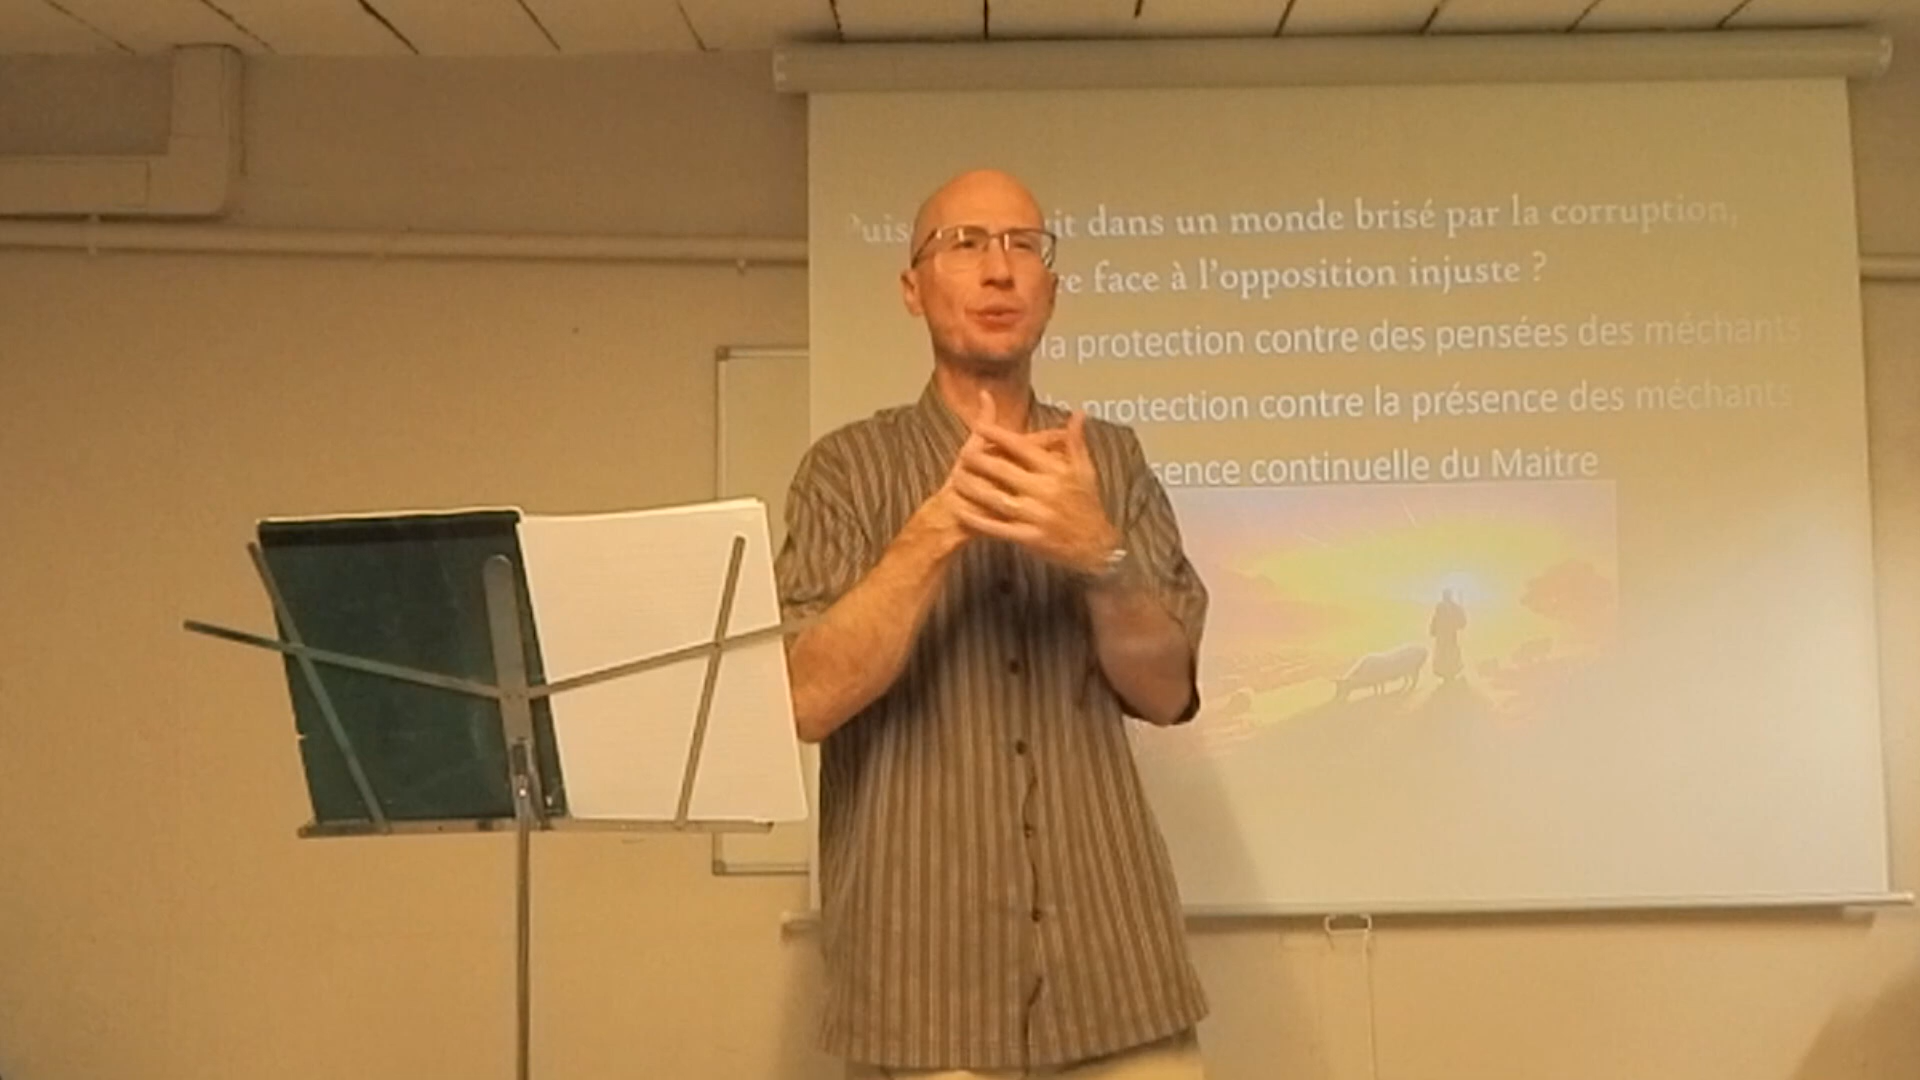 it dans un monde brisé par la corruption,
face à l'opposition injuste ?
la protection contre des pensées des méchants
protection contre la présence des méchants
continuelle du Maitre